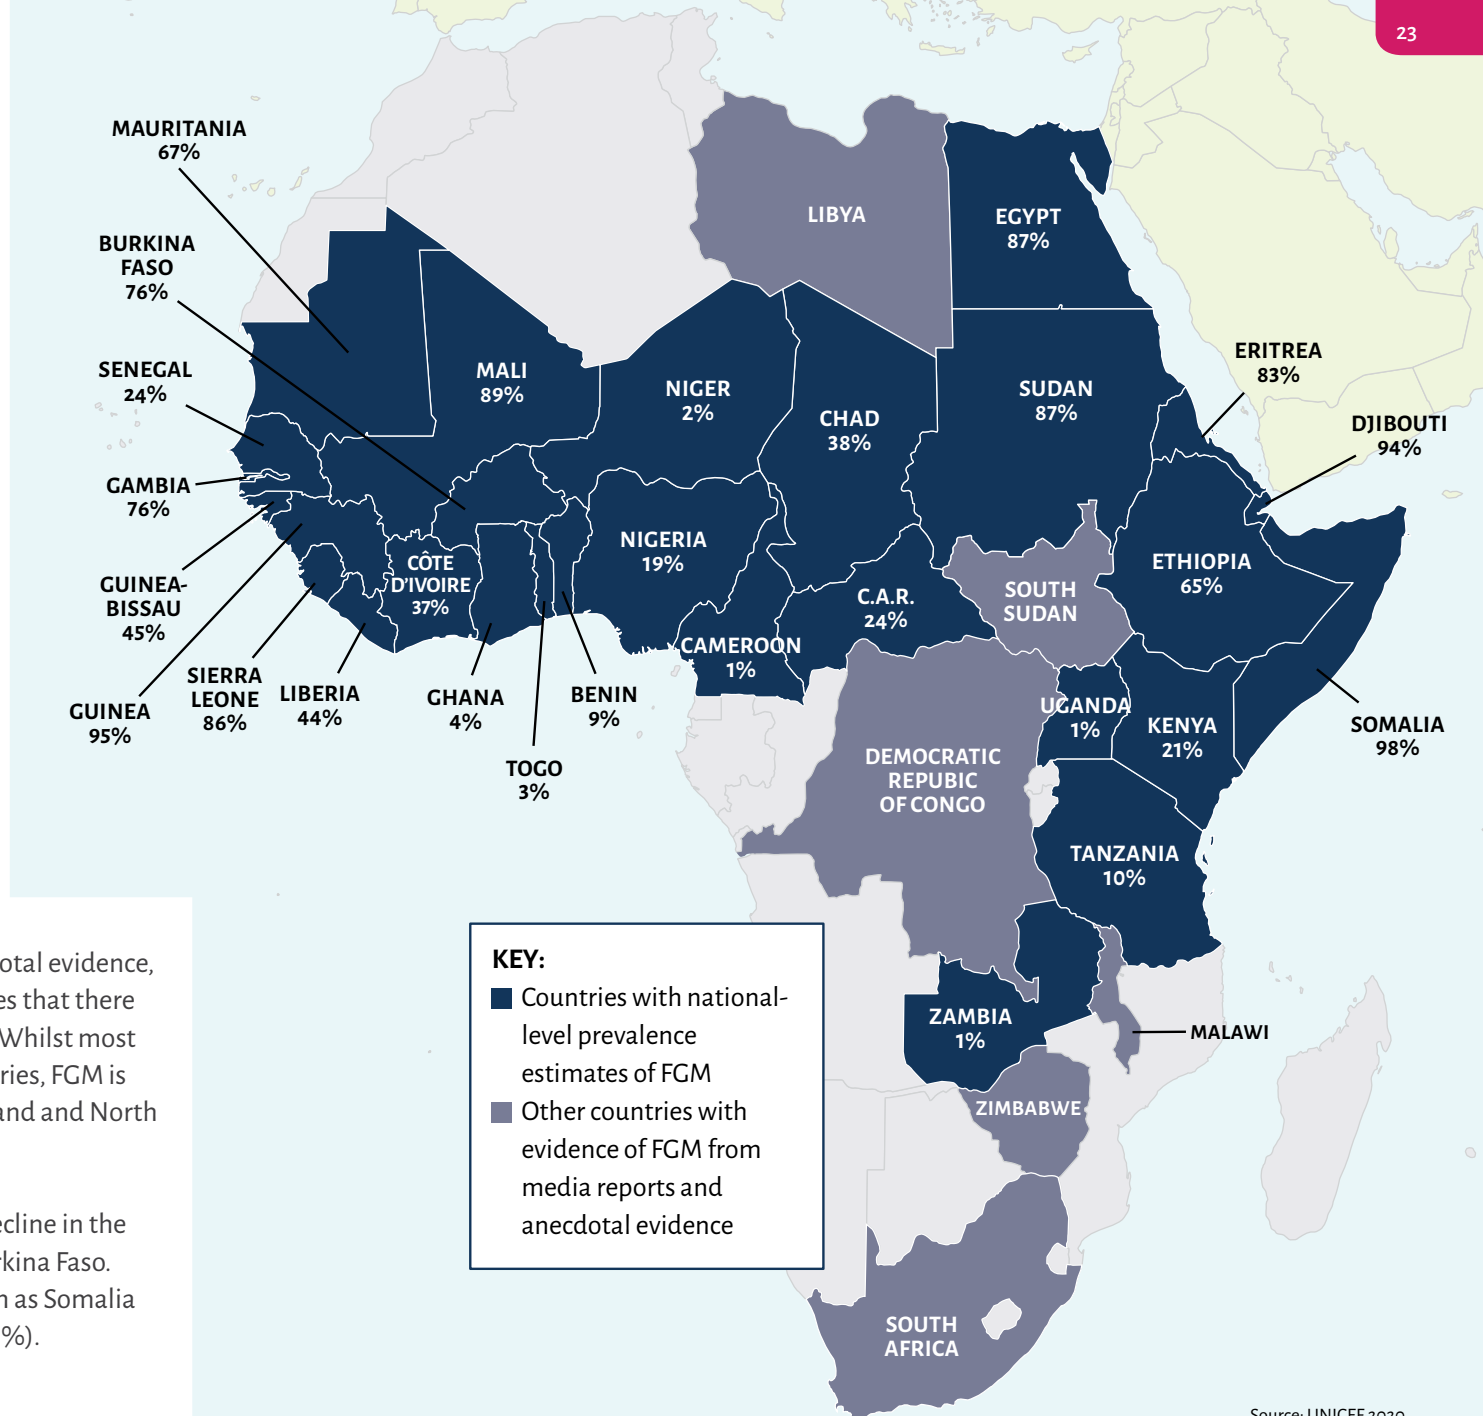 23
MAURITANIA
67%
BURKINA
FASO
76%
SENEGAL
24%
GAMBIA
76%
GUINEA-
BISSAU
45%
GUINEA
95%
SIERRA
LEONE
86%
LIBERIA
44%
GHANA
4%
TOGO
3%
BENIN
9%
CÔTE
D'IVOIRE
37%
MALI
89%
NIGER
2%
NIGERIA
19%
CHAD
38%
LIBYA
EGYPT
87%
SUDAN
87%
ERITREA
83%
DJIBOUTI
94%
ETHIOPIA
65%
SOUTH
SUDAN
C.A.R.
24%
CAMEROON
1%
UGANDA
1%
KENYA
21%
SOMALIA
98%
DEMOCRATIC
REPUBIC
OF CONGO
TANZANIA
10%
ZAMBIA
1%
MALAWI
ZIMBABWE
SOUTH
AFRICA
KEY:
Countries with national-
level prevalence
estimates of FGM
Other countries with
evidence of FGM from
media reports and
anecdotal evidence
otal evidence,
es that there
Whilst most
ries, FGM is
and and North
ecline in the
rkina Faso.
n as Somalia
%).
Source: UNICEF 2020